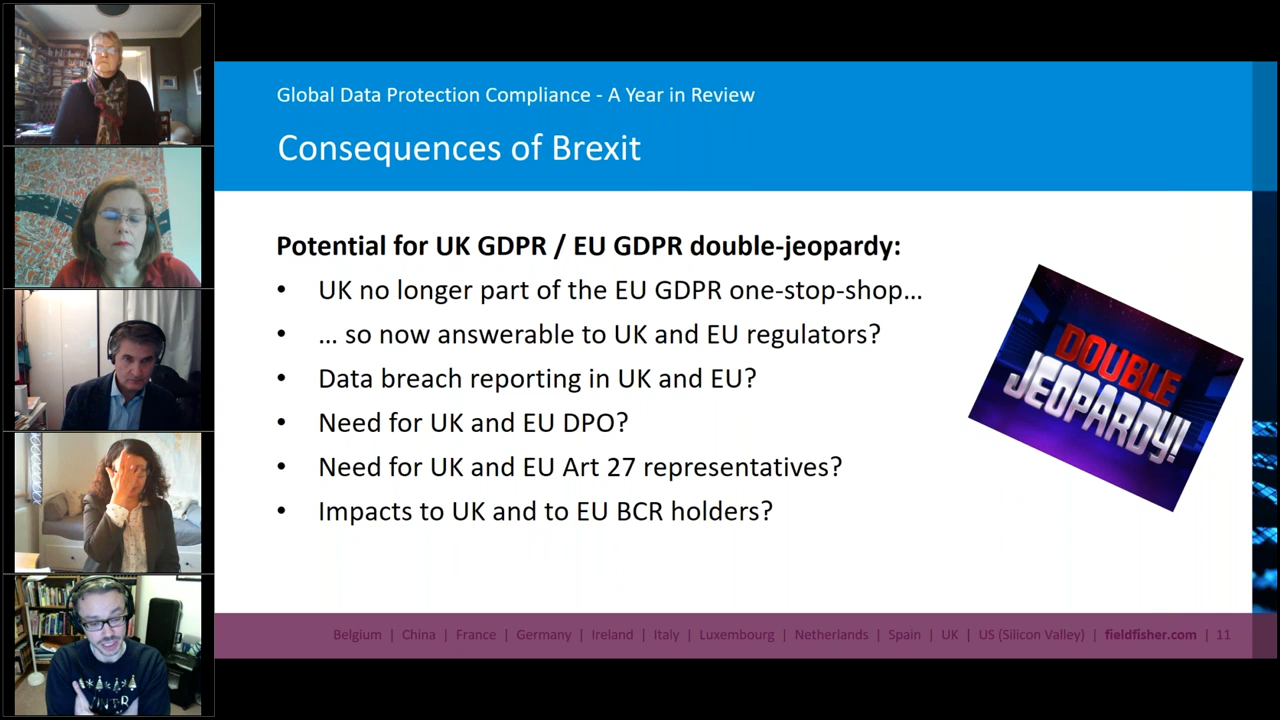 Global Data Protection Compliance - A Year in Review
Consequences of Brexit
Potential for UK GDPR / EU GDPR double-jeopardy:
• UK no longer part of the EU GDPR one-stop-shop…
• … so now answerable to UK and EU regulators?
• Data breach reporting in UK and EU?
• Need for UK and EU DPO?
• Need for UK and EU Art 27 representatives?
• Impacts to UK and to EU BCR holders?
DOUBLE
JEOPARDY!
Belgium | China | France | Germany | Ireland | Italy | Luxembourg | Netherlands | Spain | UK | US (Silicon Valley) | fieldfisher.com | 11